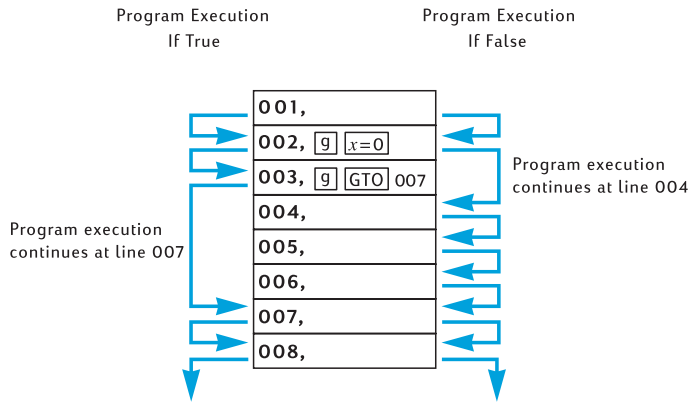 Program Execution
If True
Program Execution
If False
001,
002, g x=0
003, g GTO 007
004,
005,
006,
007,
008,
Program execution
continues at line 007
Program execution
continues at line 004